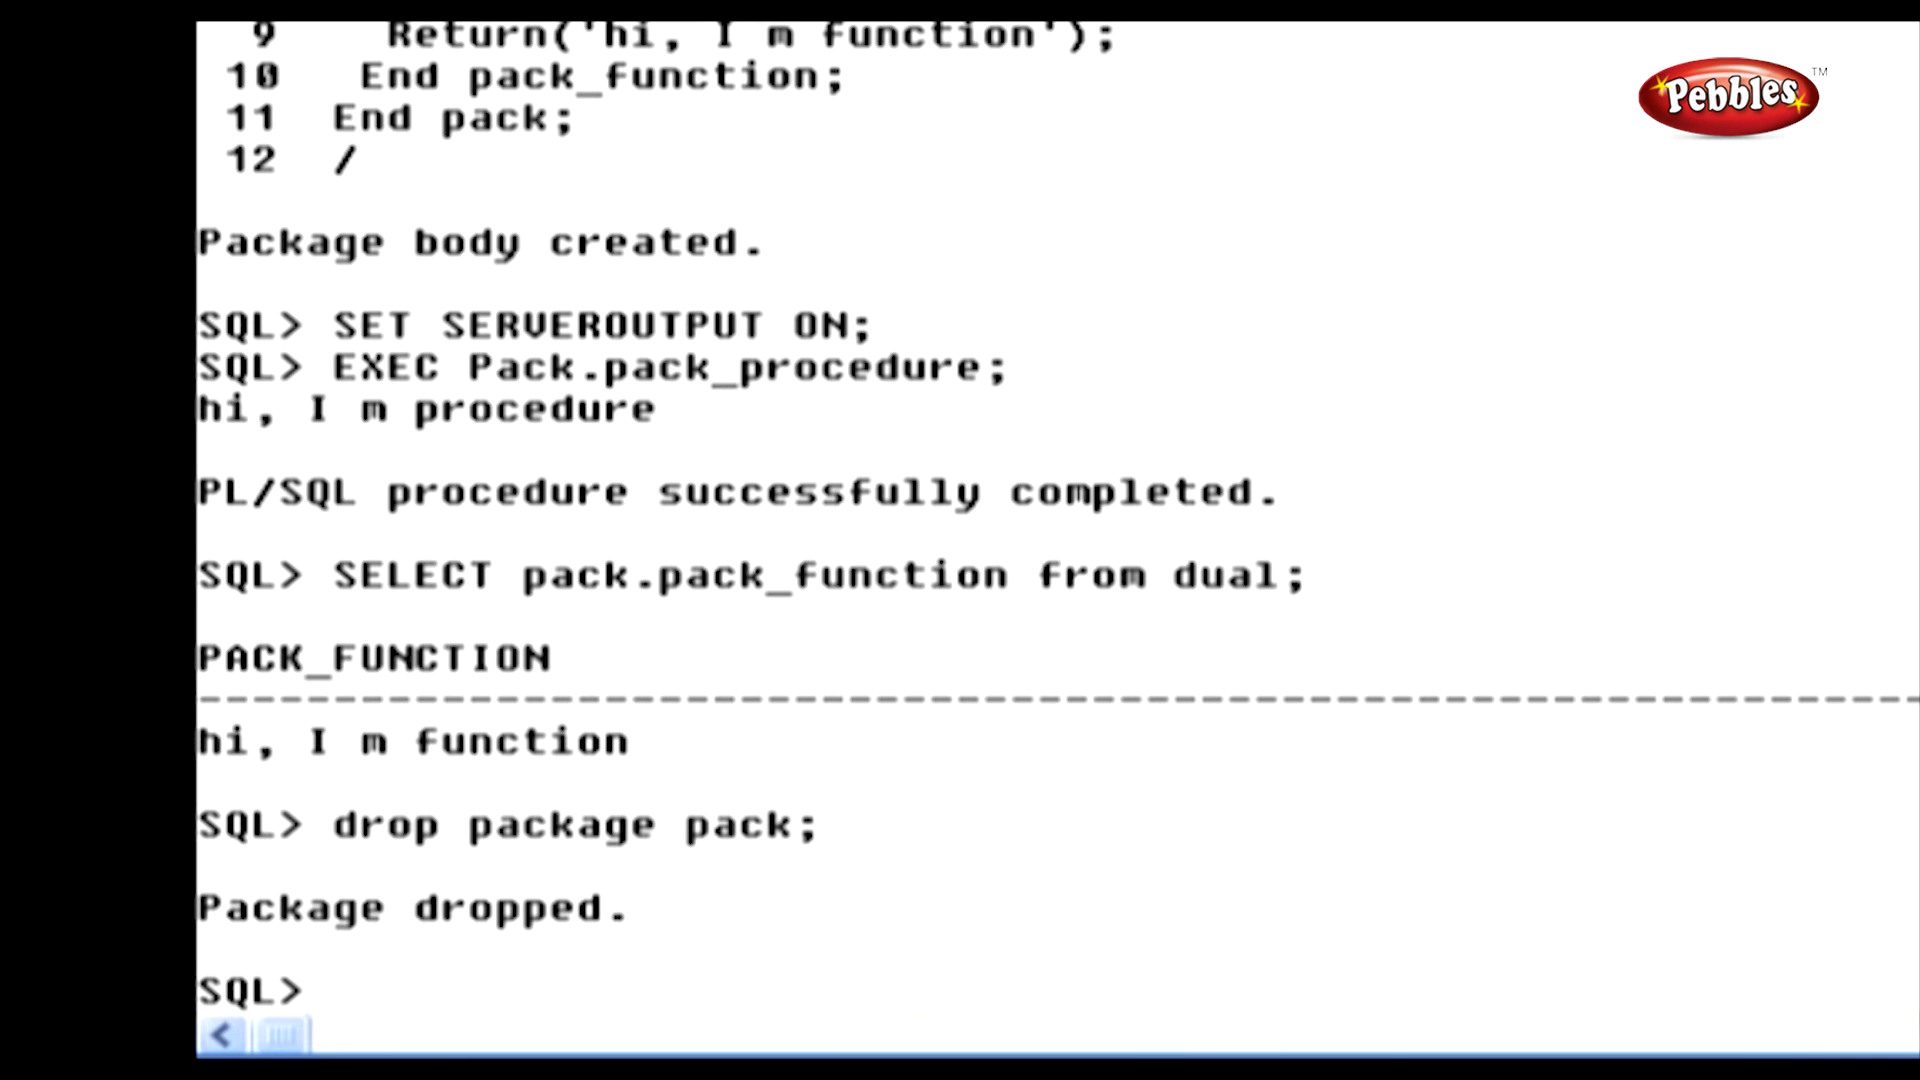 9 Return('hi, I m function');
10 End pack_function;
11 End pack;
12 /
Package body created.
SQL> SET SERVEROUTPUT ON;
SQL> EXEC Pack.pack_procedure;
hi, I m procedure
PL/SQL procedure successfully completed.
SQL> SELECT pack.pack_function from dual;
PACK_FUNCTION
--------------------------------------------------------------------------------
hi, I m function
SQL> drop package pack;
Package dropped.
SQL>
Pebbles TM